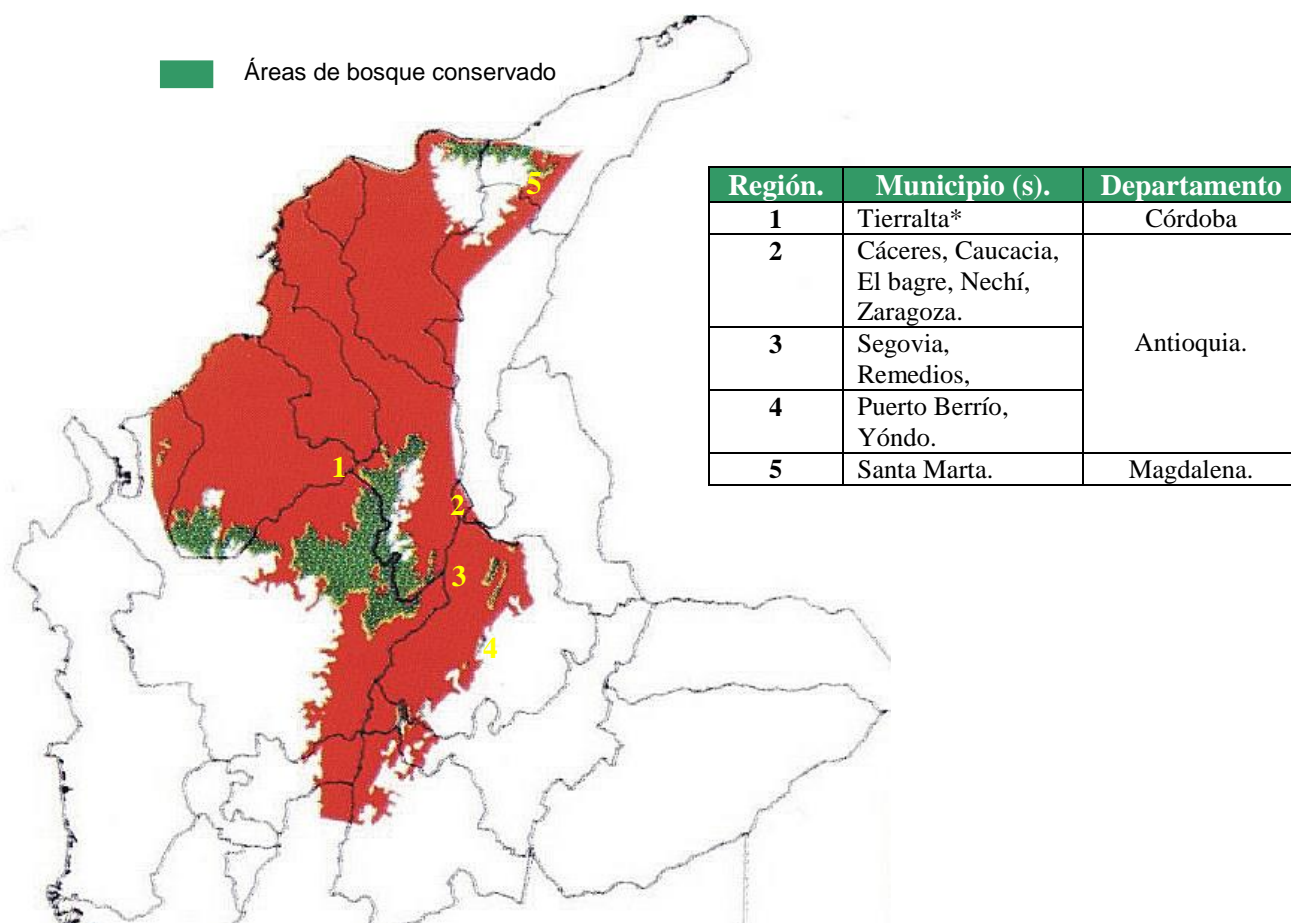 Áreas de bosque conservado
5
1
2
3
4
Región. Municipio (s). Departamento
1 Tierralta* Córdoba
2 Cáceres, Caucacia,
El bagre, Nechí,
Zaragoza.
3 Segovia,
Remedios,
Antioquia.
4 Puerto Berrío,
Yóndo.
5 Santa Marta. Magdalena.